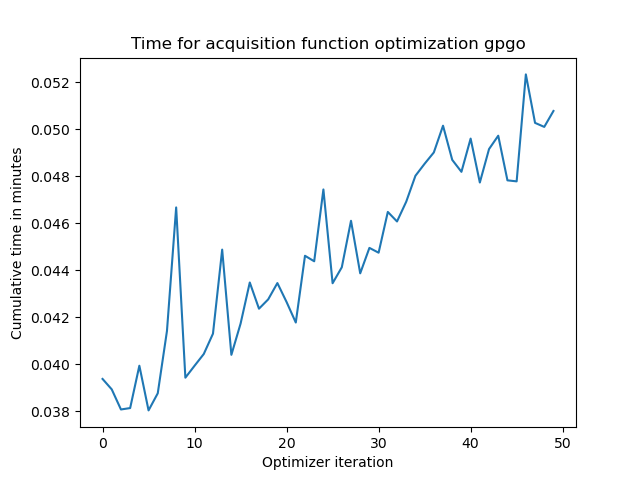 Time for acquisition function optimization gpgo
Cumulative time in minutes
0.052
0.050
0.048
0.046
0.044
0.042
0.040
0.038
0 10 20 30 40 50
Optimizer iteration